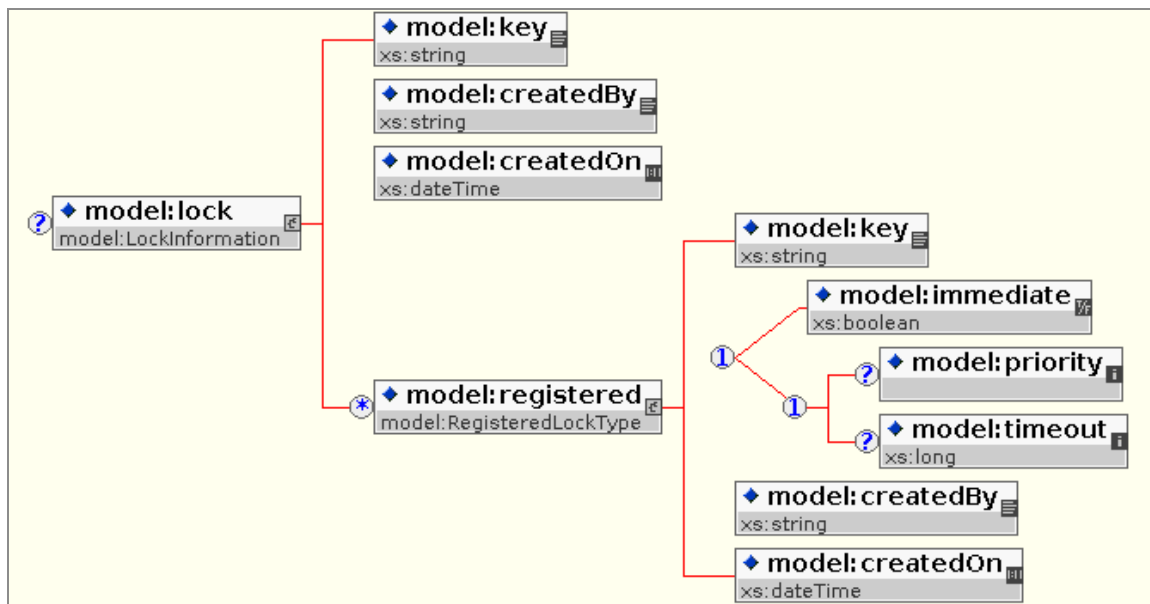 model:key
xs:string
model:createdBy
xs:string
model:createdOn
xs:dateTime
?
model:lock
model:LockInformation
model:key
xs:string
model:immediate
xs:boolean
1
?
model:priority
*
model:registered
model:RegisteredLockType
1
?
model:timeout
xs:long
model:createdBy
xs:string
model:createdOn
xs:dateTime